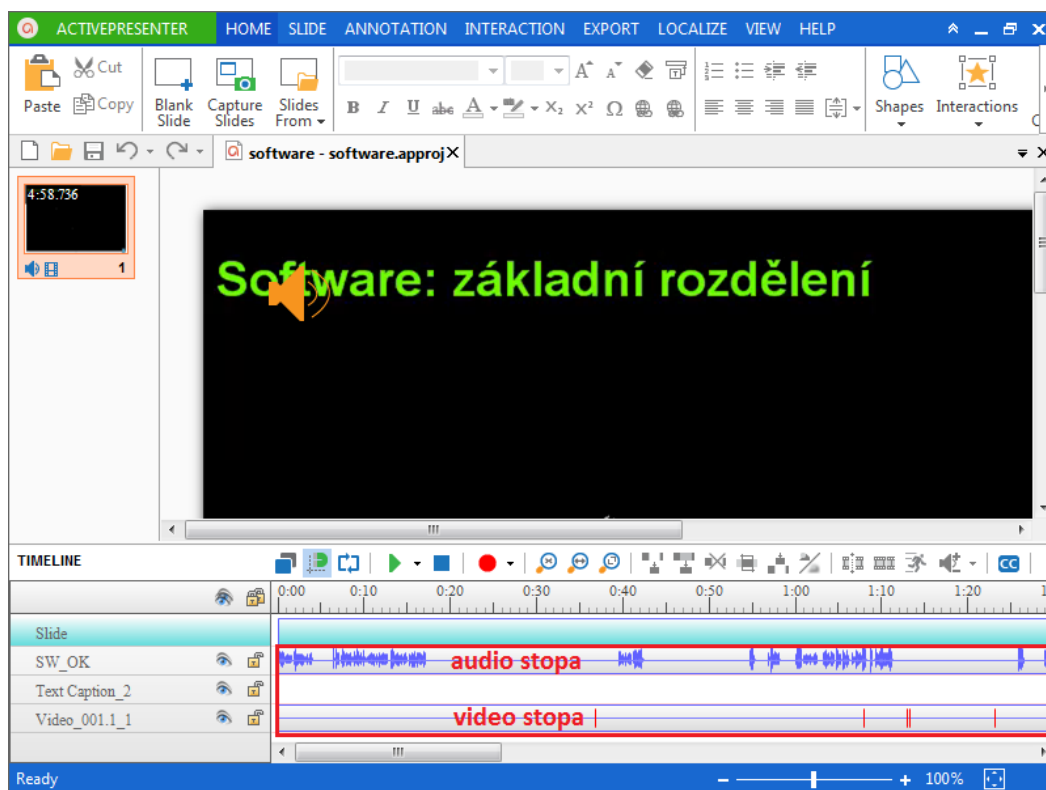 ACTIVEPRESENTER HOME SLIDE ANNOTATION INTERACTION EXPORT LOCALIZE VIEW HELP
Cut
Paste Copy Blank Slide Capture Slides Slides From Shapes Interactions
B I U abc A X₂ X² Ω
software - software.approj
4:58.736
1
Software: základní rozdělení
TIMELINE
CC
0:00 0:10 0:20 0:30 0:40 0:50 1:00 1:10 1:20
Slide
SW_OK audio stopa
Text Caption_2
Video_001.1_1 video stopa
Ready 100%